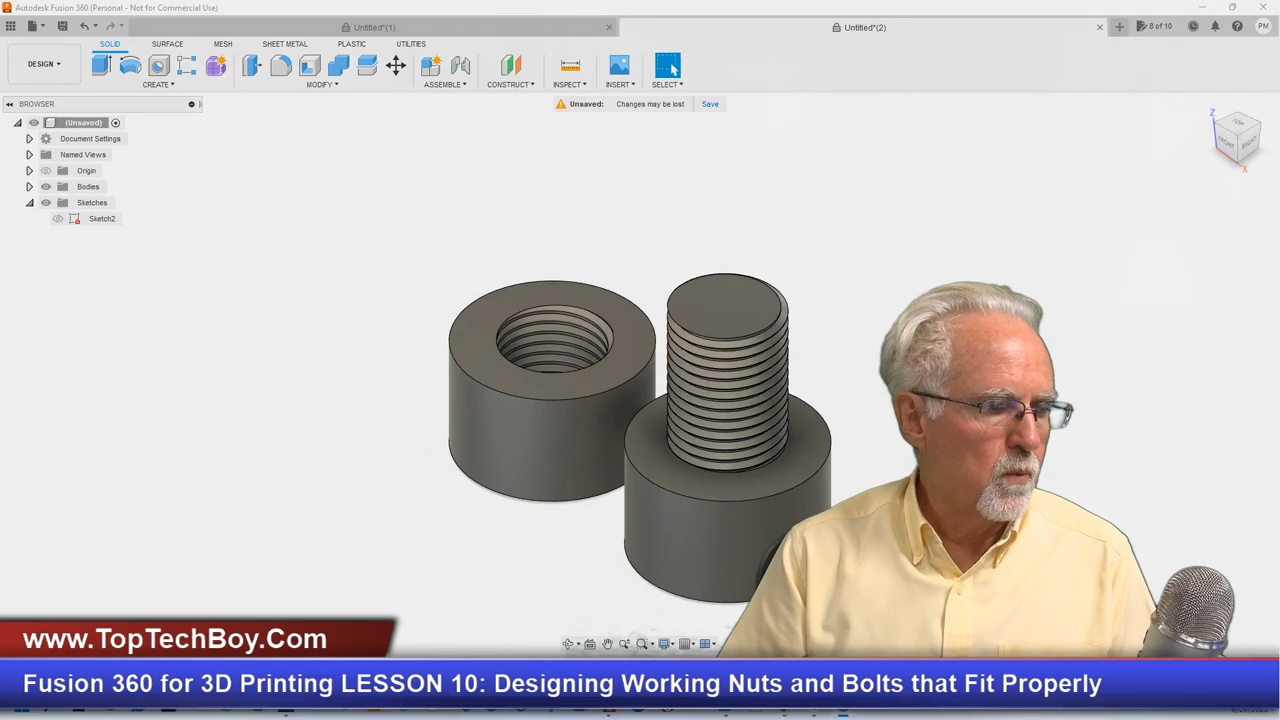 Autodesk Fusion 360 (Personal - Not for Commercial Use)
Untitled*(1)
Untitled*(2)
8 of 10
PM
DESIGN
SOLID
SURFACE
MESH
SHEET METAL
PLASTIC
UTILITIES
CREATE
MODIFY
ASSEMBLE
CONSTRUCT
INSPECT
INSERT
SELECT
BROWSER
Unsaved: Changes may be lost Save
(Unsaved)
Document Settings
Named Views
Origin
Bodies
Sketches
Sketch2
Z
TOP
FRONT
RIGHT
X
www.TopTechBoy.Com
Fusion 360 for 3D Printing LESSON 10: Designing Working Nuts and Bolts that Fit Properly